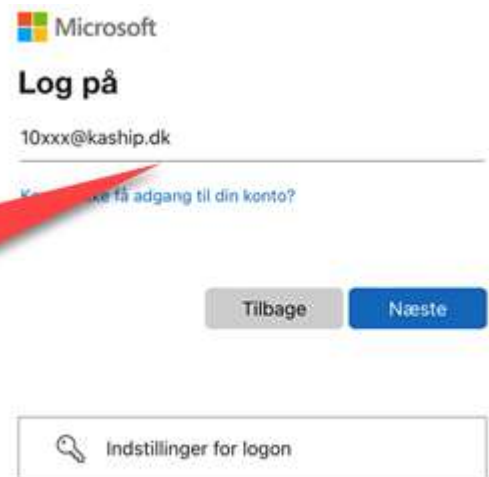 Microsoft
Log på
10xxx@kaship.dk
få adgang til din konto?
Tilbage
Næste
Indstillinger for logon